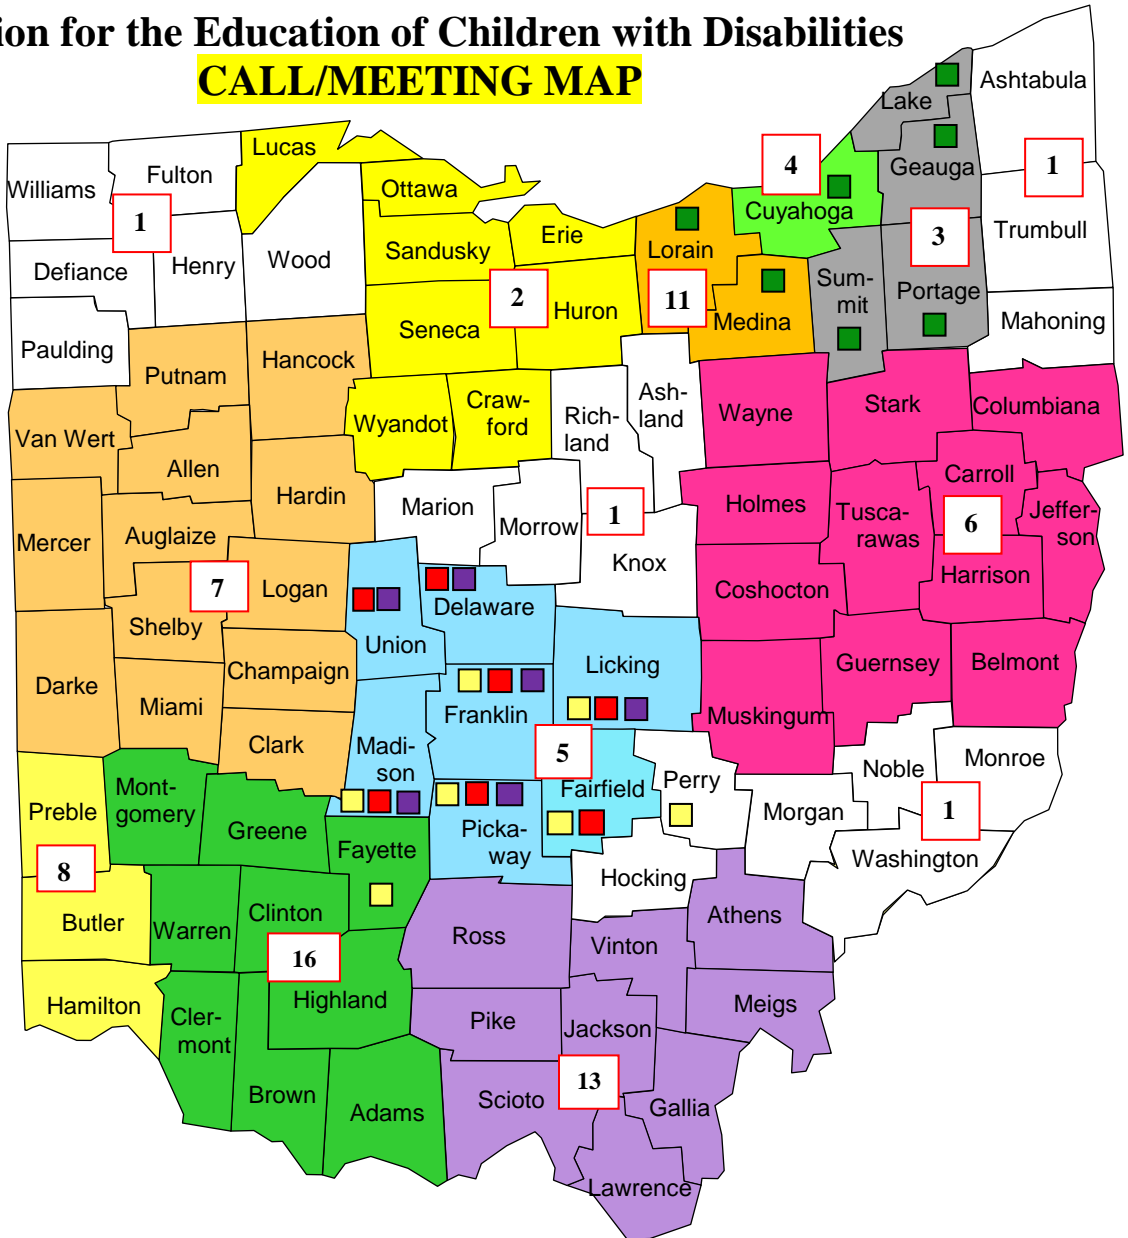 ion for the Education of Children with Disabilities
CALL/MEETING MAP
Ashtabula
Lake
Lucas
Fulton
Williams
Ottawa
4
Geauga
1
1
Cuyahoga
Erie
Lorain
3
Trumbull
Sandusky
Wood
Henry
Defiance
2
11
Sum-
mit
Portage
Huron
Medina
Mahoning
Seneca
Paulding
Hancock
Putnam
Ash-
land
Craw-
ford
Rich-
land
Wayne
Stark
Columbiana
Wyandot
Van Wert
Allen
Carroll
Hardin
Marion
Holmes
Tusca-
rawas
Jeffer-
son
1
6
Morrow
Auglaize
Mercer
Knox
Harrison
7
Logan
Coshocton
Delaware
Shelby
Union
Licking
Guernsey
Belmont
Champaign
Darke
Miami
Franklin
Muskingum
Clark
Madi-
son
5
Noble
Monroe
Perry
Fairfield
Mont-
gomery
Preble
Morgan
1
Greene
Picka-
way
Fayette
Washington
8
Hocking
Butler
Clinton
Warren
Athens
Ross
Vinton
16
Highland
Hamilton
Meigs
Cler-
mont
Pike
Jackson
13
Brown
Adams
Scioto
Gallia
Lawrence